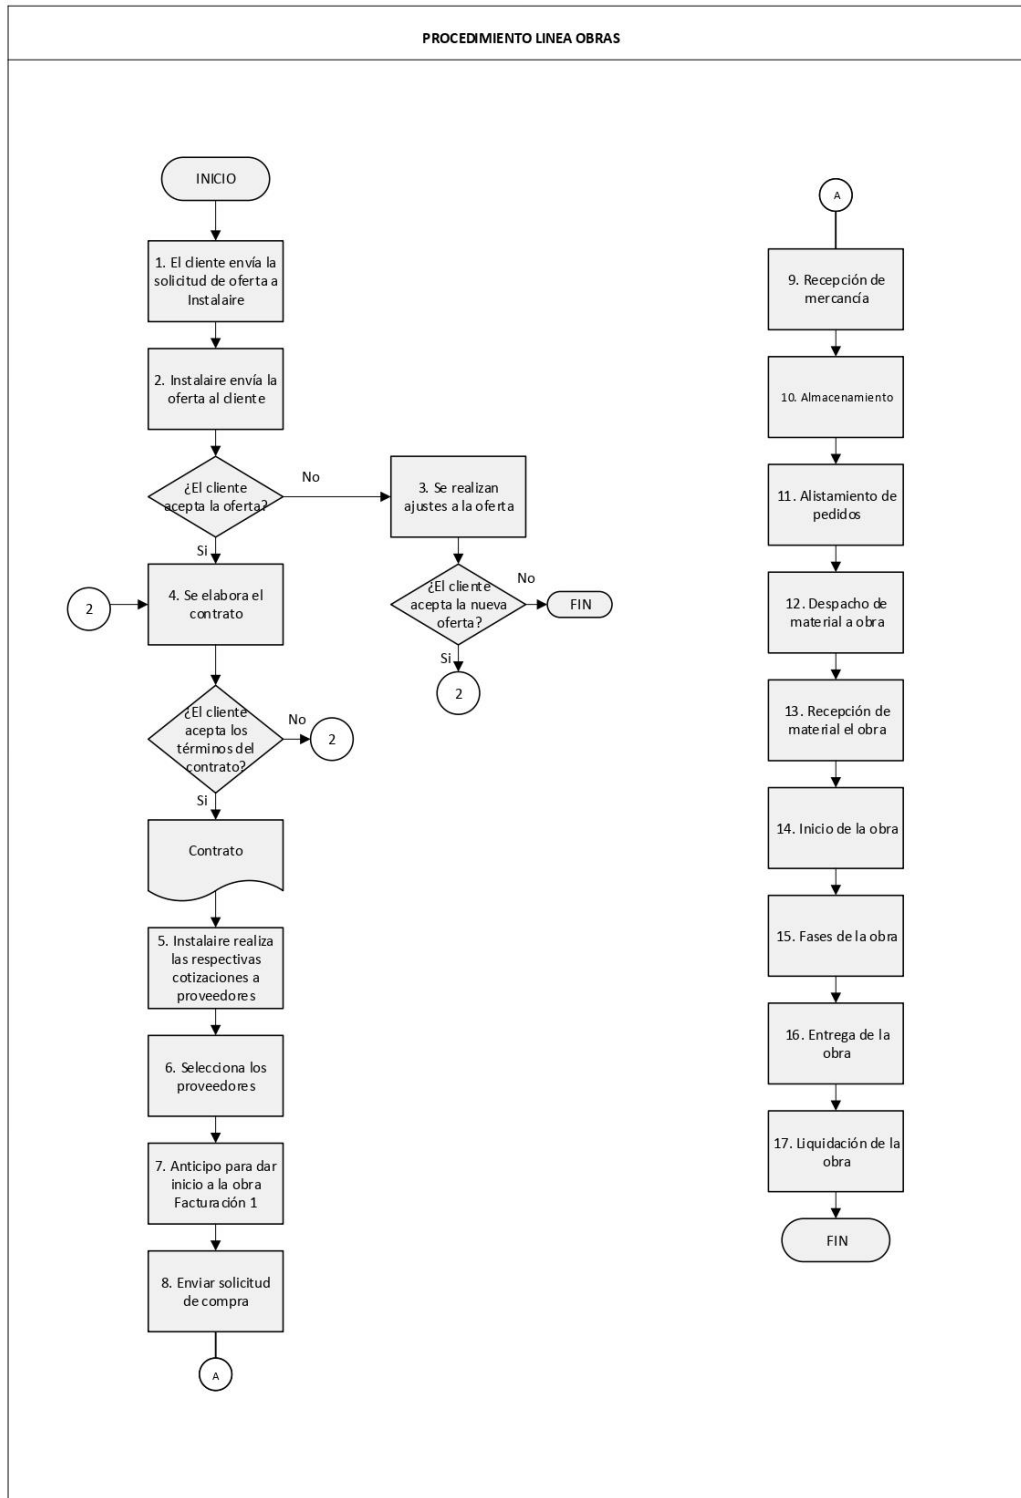 PROCEDIMIENTO LINEA OBRAS
INICIO
1. El cliente envía la
solicitud de oferta a
Instalaire
2. Instalaire envía la
oferta al cliente
¿El cliente
acepta la oferta?
No
3. Se realizan
ajustes a la oferta
Si
¿El cliente
acepta la nueva
oferta?
No
FIN
Si
2
2
4. Se elabora el
contrato
¿El cliente
acepta los
términos del
contrato?
No
2
Si
Contrato
5. Instalaire realiza
las respectivas
cotizaciones a
proveedores
6. Selecciona los
proveedores
7. Anticipo para dar
inicio a la obra
Facturación 1
8. Enviar solicitud
de compra
A
A
9. Recepción de
mercancía
10. Almacenamiento
11. Alistamiento de
pedidos
12. Despacho de
material a obra
13. Recepción de
material el obra
14. Inicio de la obra
15. Fases de la obra
16. Entrega de la
obra
17. Liquidación de la
obra
FIN